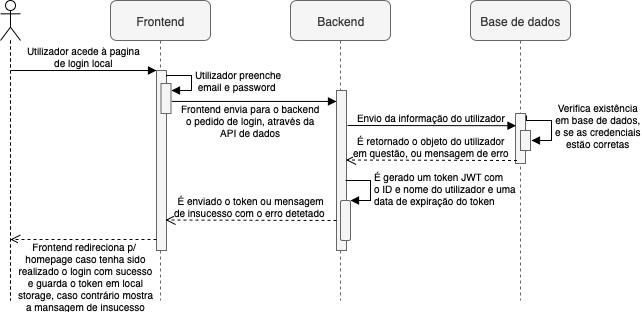 Frontend
Backend
Base de dados
Utilizador acede à pagina
de login local
Utilizador preenche
email e password
Frontend envia para o backend
o pedido de login, através da
API de dados
Envio da informação do utilizador
Verifica existência
em base de dados,
e se as credenciais
estão corretas
É retornado o objeto do utilizador
em questão, ou mensagem de erro
É gerado um token JWT com
o ID e nome do utilizador e uma
data de expiração do token
É enviado o token ou mensagem
de insucesso com o erro detetado
Frontend redireciona p/
homepage caso tenha sido
realizado o login com sucesso
e guarda o token em local
storage, caso contrário mostra
a mansagem de insucesso